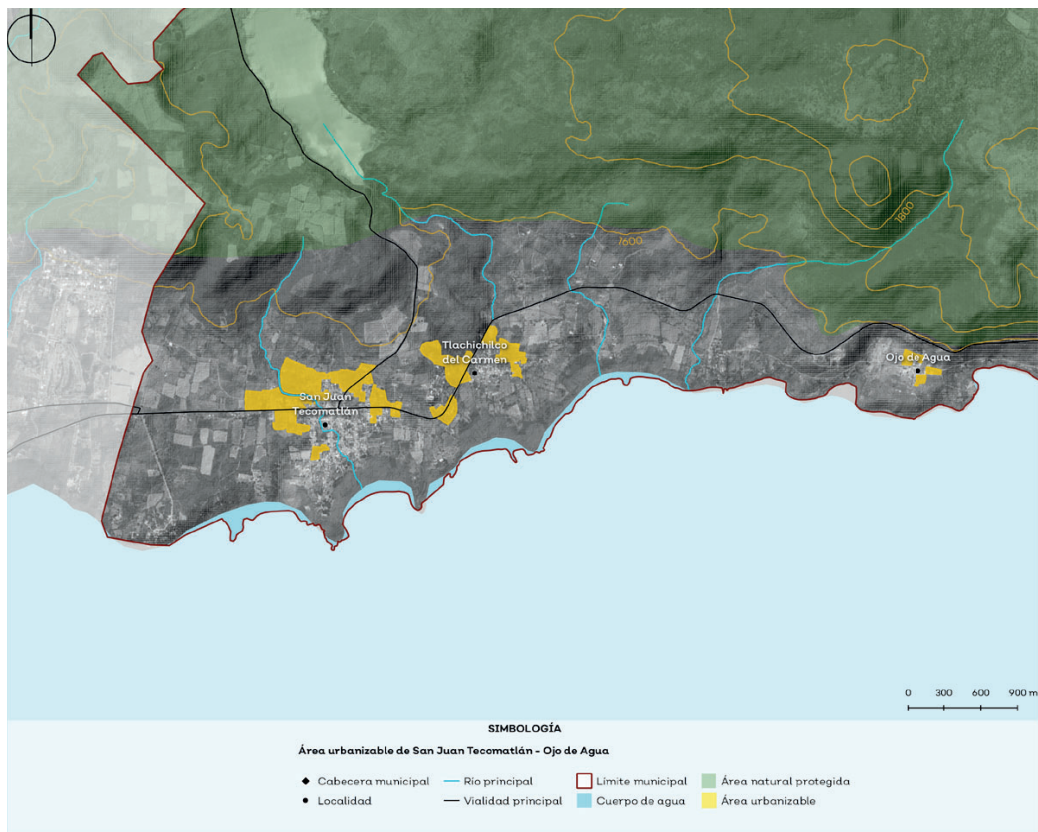 1800
1600
Tlachichilco
del Carmen
Ojo de Agua
San Juan
Tecomatlán
0 300 600 900 m
SIMBOLOGÍA
Área urbanizable de San Juan Tecomatlán - Ojo de Agua
Cabecera municipal Río principal Límite municipal Área natural protegida
Localidad Vialidad principal Cuerpo de agua Área urbanizable